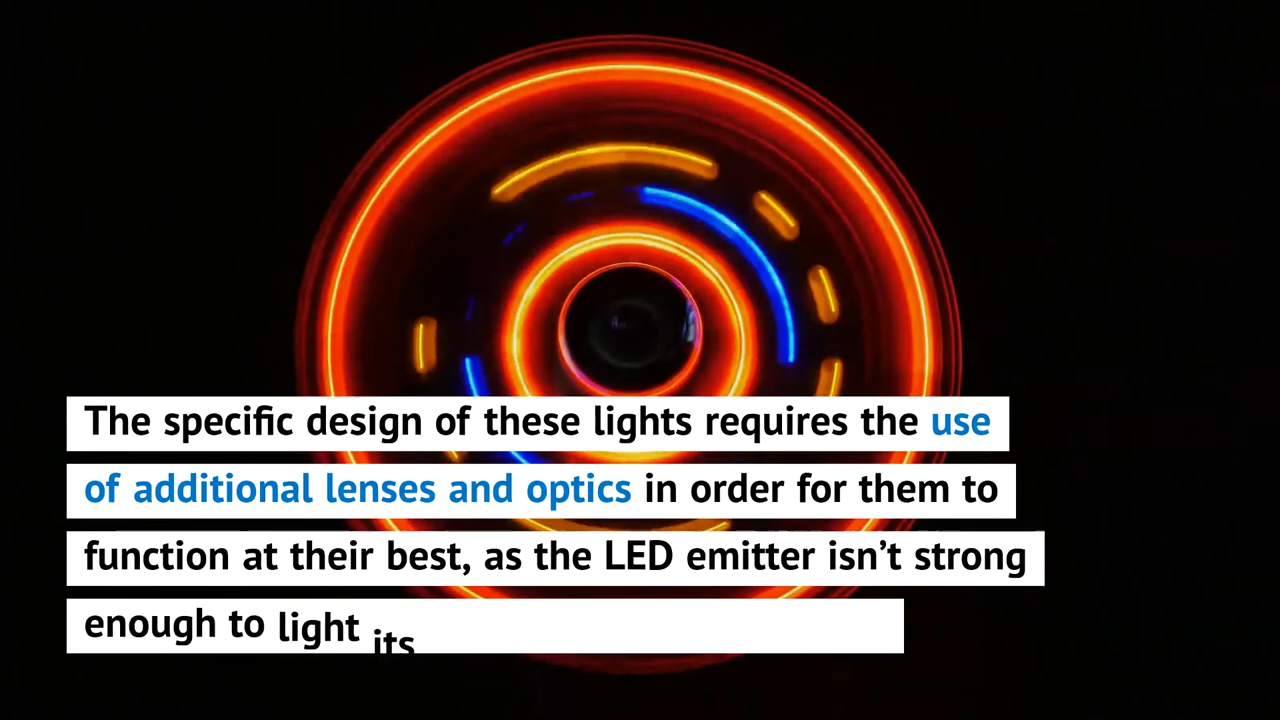 The specific design of these lights requires the use
of additional lenses and optics in order for them to
function at their best, as the LED emitter isn’t strong
enough to light its